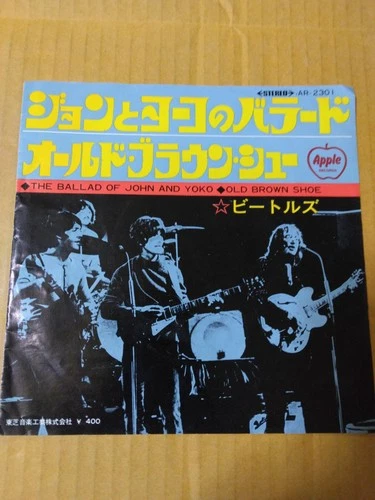 STEREO AR-2301
ジョンとヨーコのバラード
オールド・ブラウン・シュー
Apple
RECORDS
◆THE BALLAD OF JOHN AND YOKO ◆OLD BROWN SHOE
☆ビートルズ
東芝音楽工業株式会社 ¥ 400